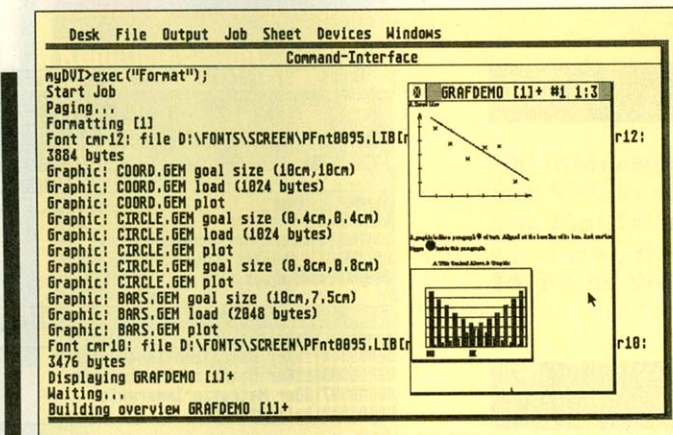 Desk File Output Job Sheet Devices Windows
Command-Interface
myDVI>exec("Format");
Start Job
Paging...
Formatting [1]
Font cmr12: file D:\FONTS\SCREEN\PFnt0095.LIB[r
r12:
3884 bytes
Graphic: COORD.GEM goal size (10cm,10cm)
Graphic: COORD.GEM load (1024 bytes)
Graphic: COORD.GEM plot
Graphic: CIRCLE.GEM goal size (0.4cm,0.4cm)
Graphic: CIRCLE.GEM load (1024 bytes)
Graphic: CIRCLE.GEM plot
Graphic: CIRCLE.GEM goal size (0.8cm,0.8cm)
Graphic: CIRCLE.GEM plot
Graphic: BARS.GEM goal size (10cm,7.5cm)
Graphic: BARS.GEM load (2048 bytes)
Graphic: BARS.GEM plot
Font cmr10: file D:\FONTS\SCREEN\PFnt0095.LIB[r
r10:
3476 bytes
Displaying GRAFDEMO [1]+
Waiting...
Building overview GRAFDEMO [1]+
GRAFDEMO [1]+ #1 1:3
A Title Centred Above A Graphic